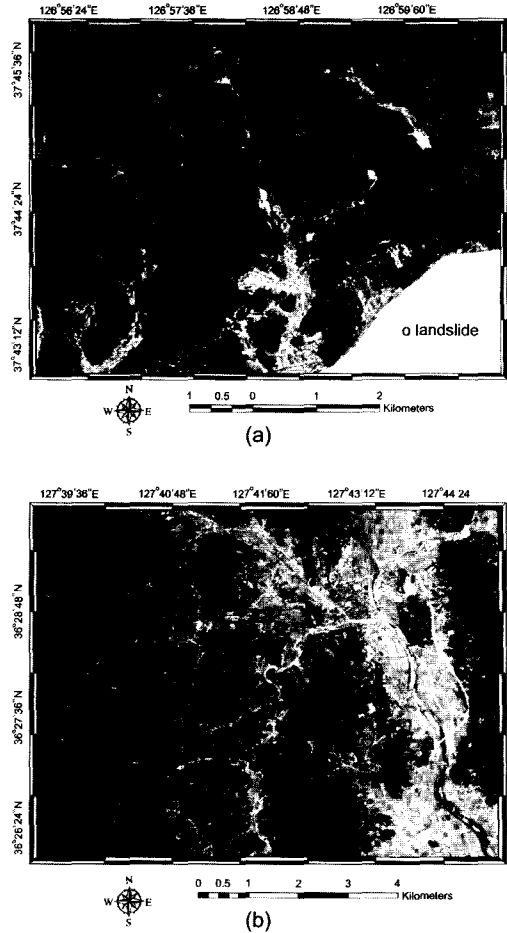 126°56'24"E 127°57'36"E 126°58'48"E 126°59'60"E
37°45'36"N
37°44'24"N
37°43'12"N
o landslide
N
W E
S
1 0.5 0 1 2
Kilometers
(a)
127°39'36"E 127°40'48"E 127°41'60"E 127°43'12"E 127°44'24"
36°28'48"N
36°27'36"N
36°26'24"N
N
W E
S
0 0.5 1 2 3 4
Kilometers
(b)